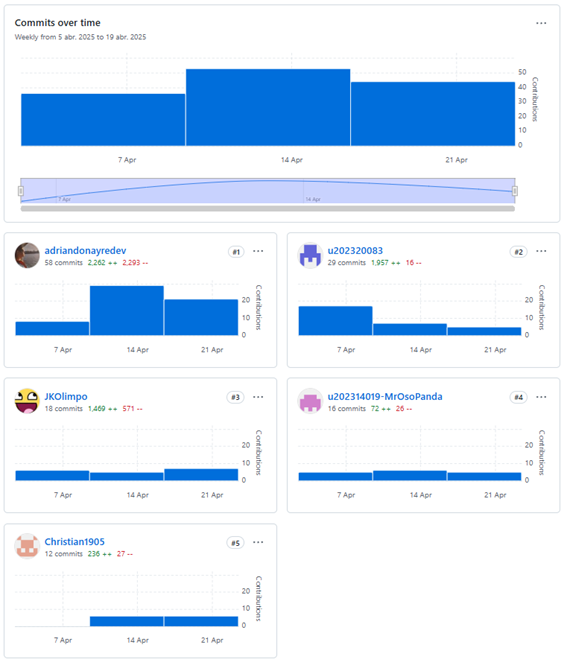 Commits over time
Weekly from 5 abr. 2025 to 19 abr. 2025
50
40
30
20
10
0
Contributions
7 Apr 14 Apr 21 Apr
7 Apr 14 Apr
adriandonayredev #1
58 commits 2,262 ++ 2,293 --
20
10
0
Contributions
7 Apr 14 Apr 21 Apr
u202320083 #2
29 commits 1,957 ++ 16 --
20
10
0
Contributions
7 Apr 14 Apr 21 Apr
JKOlimpo #3
18 commits 1,469 ++ 571 --
20
10
0
Contributions
7 Apr 14 Apr 21 Apr
u202314019-MrOsoPanda #4
16 commits 72 ++ 26 --
20
10
0
Contributions
7 Apr 14 Apr 21 Apr
Christian1905 #5
12 commits 236 ++ 27 --
20
10
0
Contributions
7 Apr 14 Apr 21 Apr